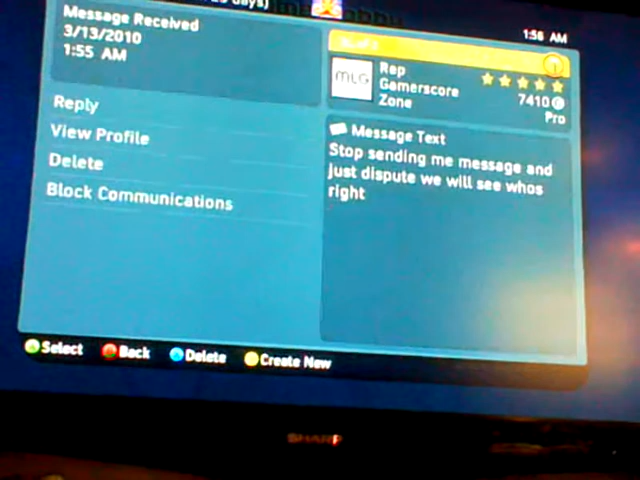 days)
Message Received
3/13/2010
1:55 AM
1:56 AM
Reply
View Profile
Delete
Block Communications
MLG
Rep
Gamerscore
7410 G
Zone
Pro
Message Text
Stop sending me message and
just dispute we will see whos
right
Select
Back
Delete
Create New
SHARP